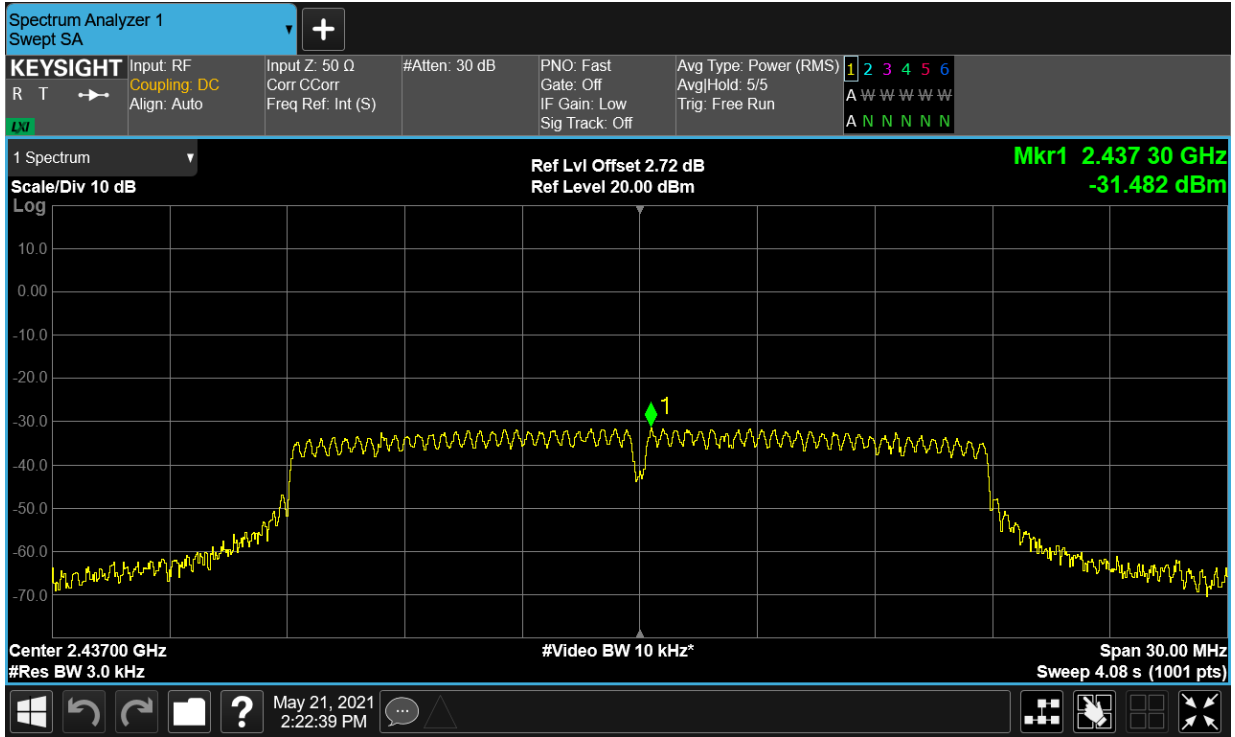 Spectrum Analyzer 1
Swept SA
+
KEYSIGHT
R T
LXI
Input: RF
Coupling: DC
Align: Auto
Input Z: 50 Ω
Corr CCorr
Freq Ref: Int (S)
#Atten: 30 dB
PNO: Fast
Gate: Off
IF Gain: Low
Sig Track: Off
Avg Type: Power (RMS)
Avg|Hold: 5/5
Trig: Free Run
1 2 3 4 5 6
A W W W W W
A N N N N N
1 Spectrum
Scale/Div 10 dB
Log
Ref Lvl Offset 2.72 dB
Ref Level 20.00 dBm
Mkr1 2.437 30 GHz
-31.482 dBm
10.0
0.00
-10.0
-20.0
-30.0
-40.0
-50.0
-60.0
-70.0
1
Center 2.43700 GHz
#Res BW 3.0 kHz
#Video BW 10 kHz*
Span 30.00 MHz
Sweep 4.08 s (1001 pts)
?
May 21, 2021
2:22:39 PM